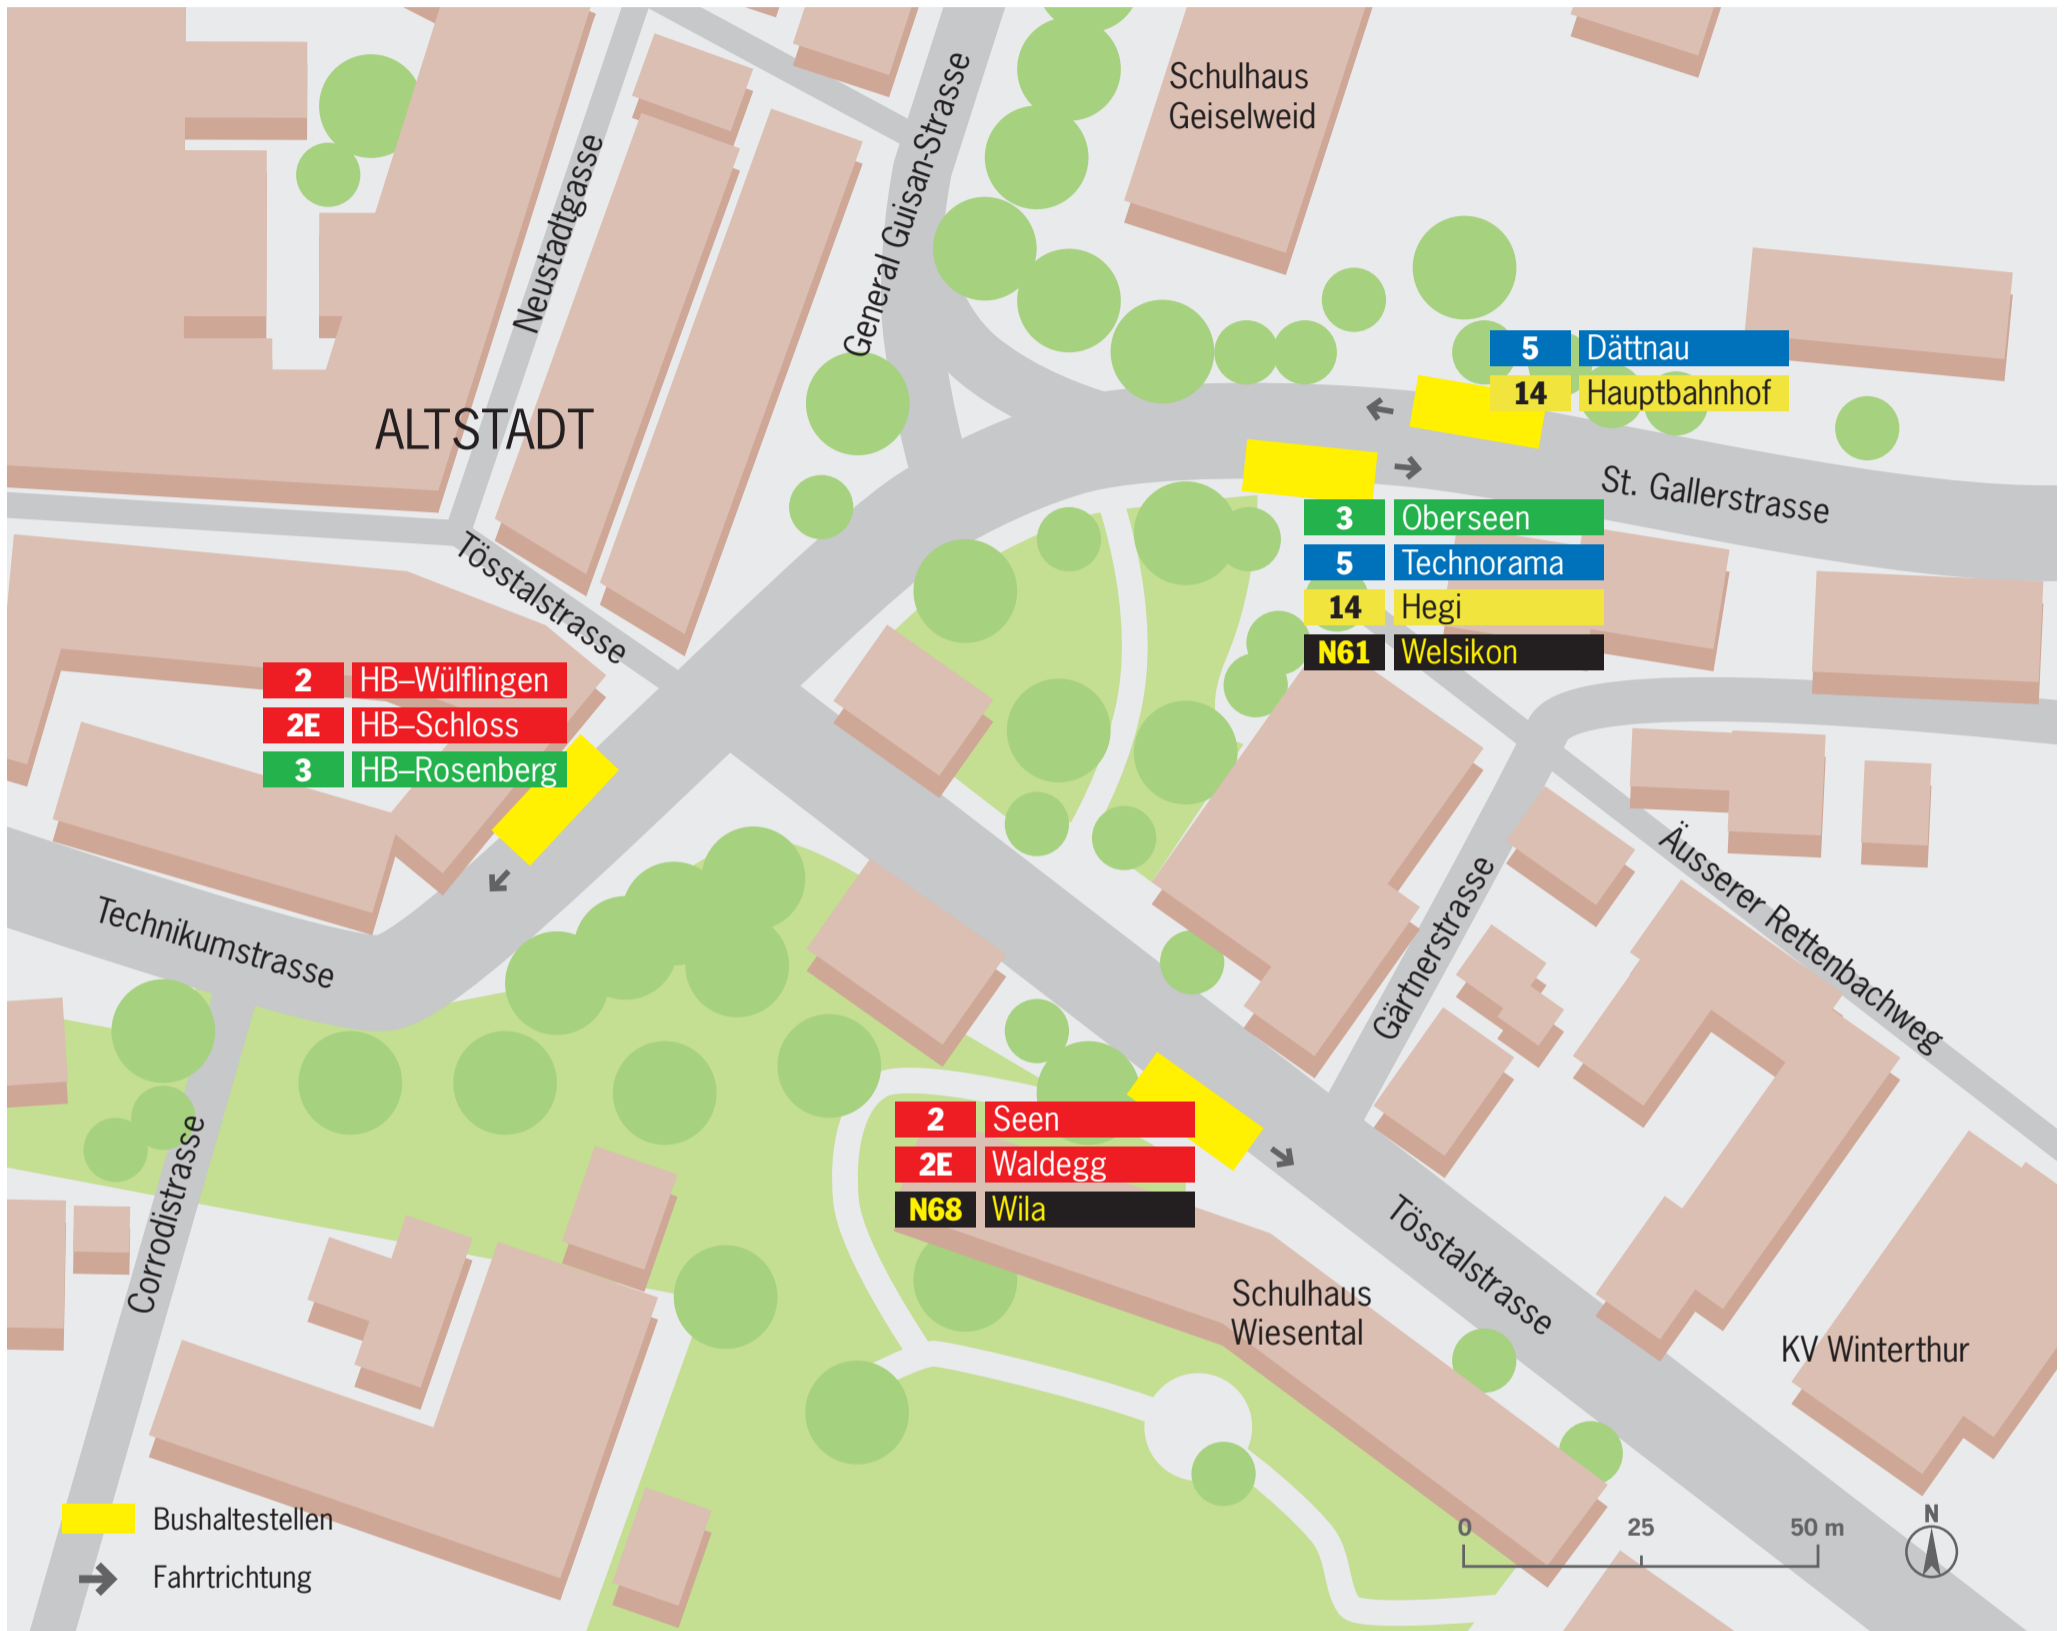 Schulhaus
Geiselweid
General Guisan-Strasse
Neustadtgasse
ALTSTADT
5 Dättnau
14 Hauptbahnhof
St. Gallerstrasse
3 Oberseen
5 Technorama
14 Hegi
N61 Welsikon
Tösstalstrasse
2 HB–Wülflingen
2E HB–Schloss
3 HB–Rosenberg
Technikumstrasse
Gärtnerstrasse
Äusserer Rettenbachweg
Corrodistrasse
2 Seen
2E Waldegg
N68 Wila
Tösstalstrasse
Schulhaus
Wiesental
KV Winterthur
Bushaltestellen
Fahrtrichtung
0 25 50 m
N